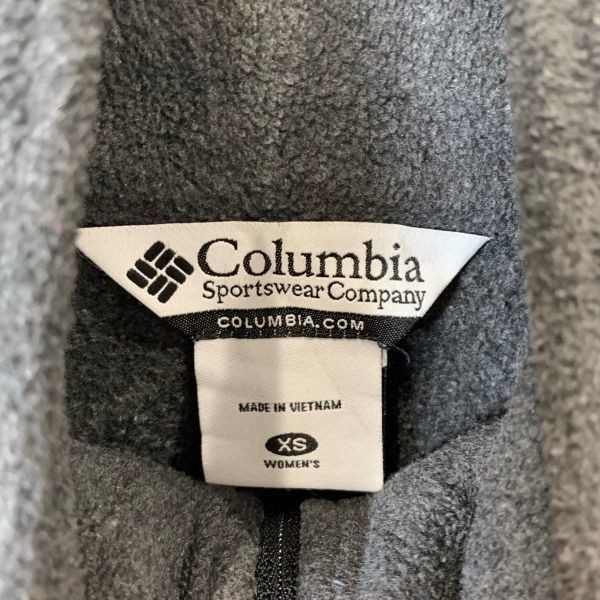 Columbia
Sportswear Company
COLUMBIA.COM
MADE IN VIETNAM
XS
WOMEN'S